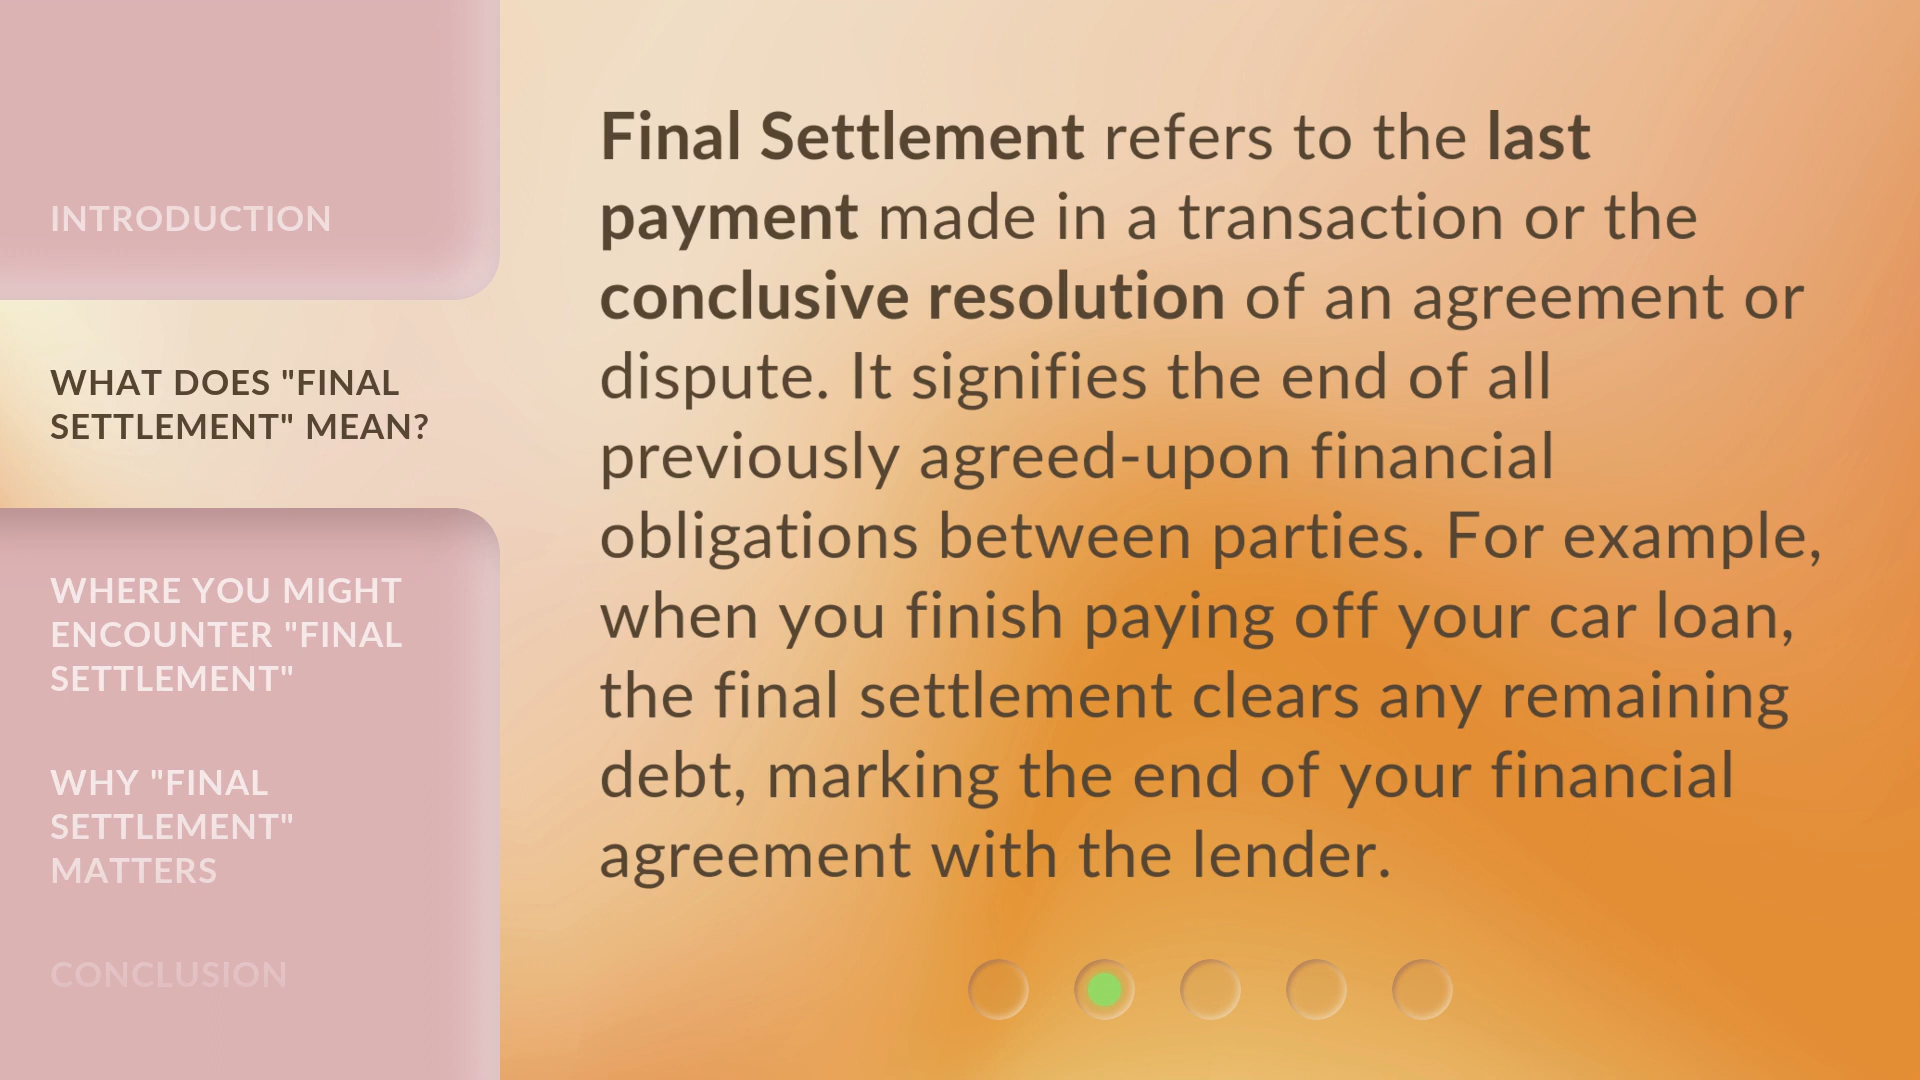 INTRODUCTION
WHAT DOES "FINAL
SETTLEMENT" MEAN?
WHERE YOU MIGHT
ENCOUNTER "FINAL
SETTLEMENT"
WHY "FINAL
SETTLEMENT"
MATTERS
CONCLUSION
Final Settlement refers to the last
payment made in a transaction or the
conclusive resolution of an agreement or
dispute. It signifies the end of all
previously agreed-upon financial
obligations between parties. For example,
when you finish paying off your car loan,
the final settlement clears any remaining
debt, marking the end of your financial
agreement with the lender.